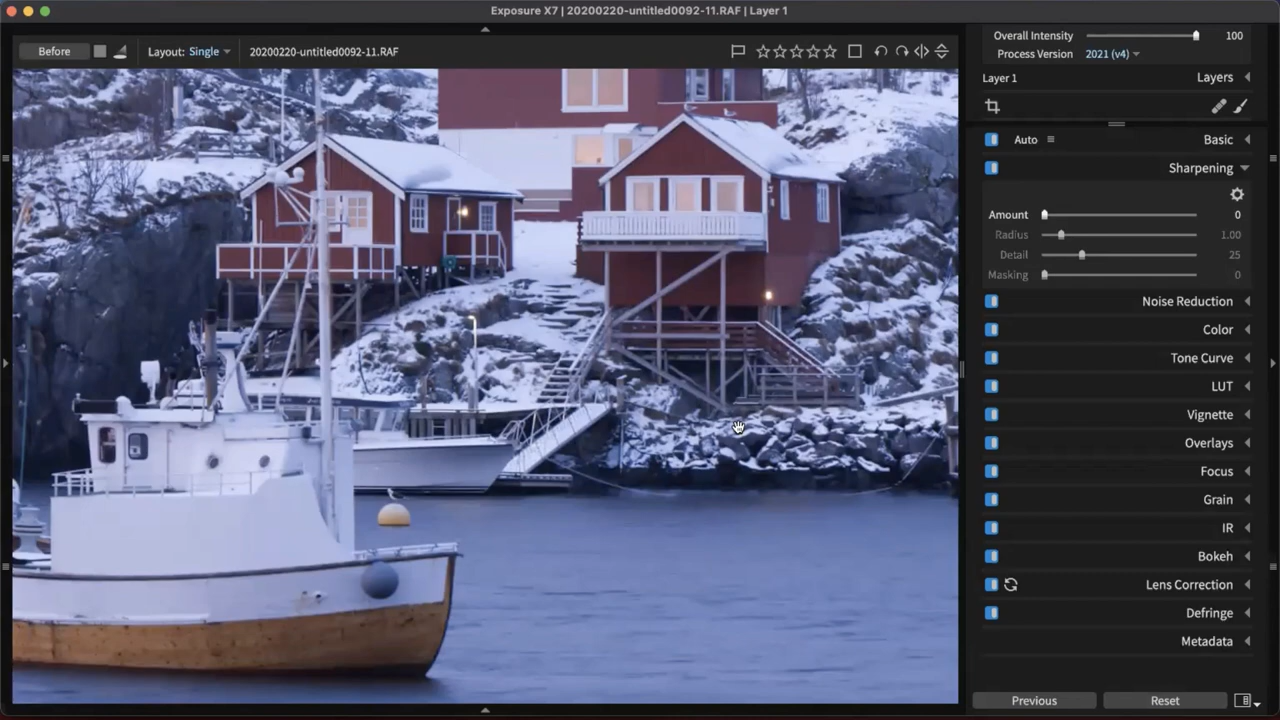 Exposure X7 | 20200220-untitled0092-11.RAF | Layer 1
Before
Layout: Single
20200220-untitled0092-11.RAF
Overall Intensity 100
Process Version 2021 (v4)
Layer 1 Layers
Auto Basic
Sharpening
Amount 0
Radius 1.00
Detail 25
Masking 0
Noise Reduction
Color
Tone Curve
LUT
Vignette
Overlays
Focus
Grain
IR
Bokeh
Lens Correction
Defringe
Metadata
Previous Reset